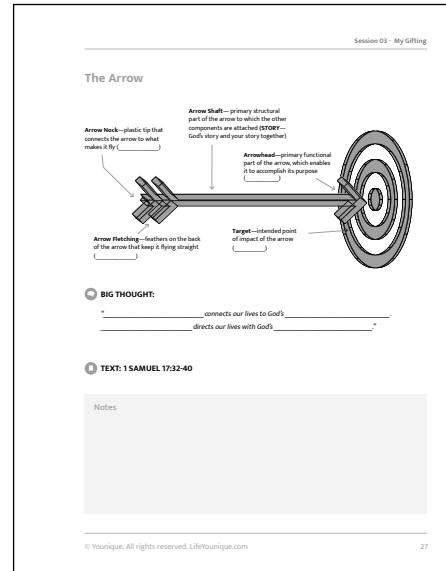 Session 03 · My Gifting
The Arrow
Arrow Shaft— primary structural
part of the arrow to which the other
components are attached (STORY—
God's story and your story together)
Arrow Nock—plastic tip that
connects the arrow to what
makes it fly (____________)
Arrowhead—primary functional
part of the arrow, which enables
it to accomplish its purpose
(__________)
Arrow Fletching—feathers on the back
of the arrow that keep it flying straight
(____________)
Target—intended point
of impact of the arrow
(_________)
BIG THOUGHT:
"____________________________ connects our lives to God's ______________________________.
__________________________ directs our lives with God's ____________________________."
TEXT: 1 SAMUEL 17:32-40
Notes
© Younique. All rights reserved. LifeYounique.com
27